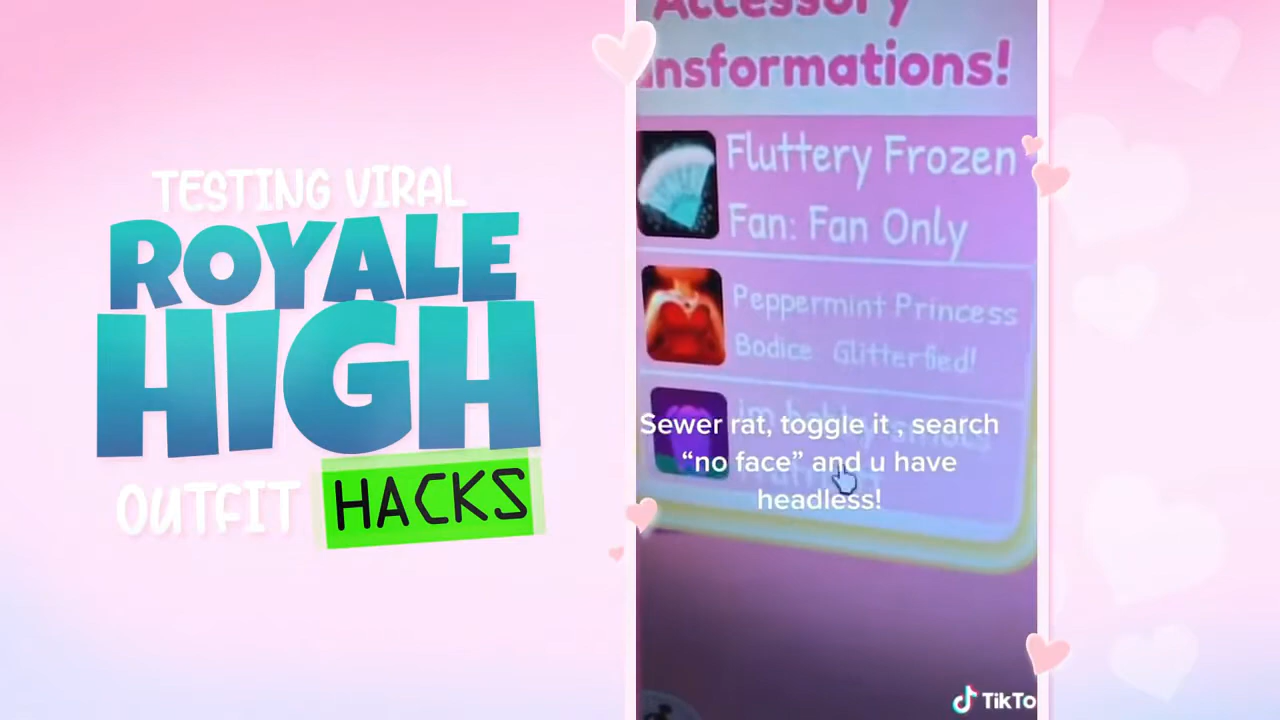 TESTING VIRAL
ROYALE
HIGH
OUTFIT HACKS
Accessory
ansformations!
Fluttery Frozen
Fan: Fan Only
Peppermint Princess
Bodice Glitterfied!
Sewer rat, toggle it , search
“no face” and u have
headless!
TikTo